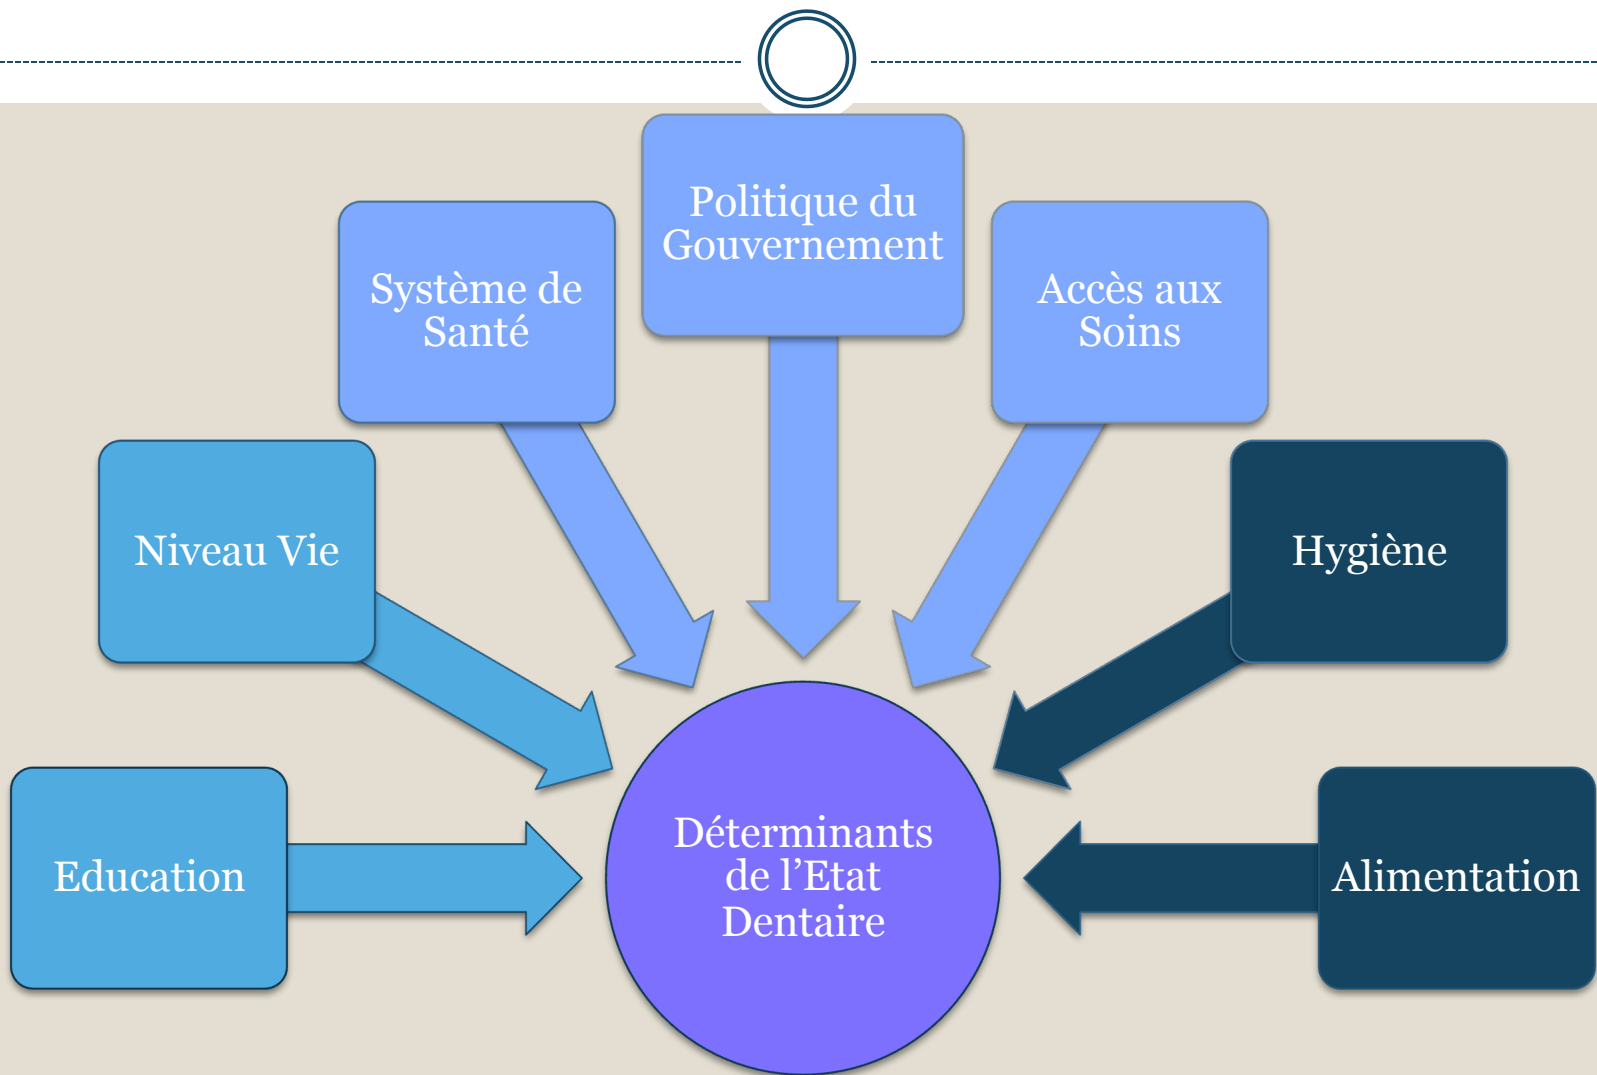 Politique du
Gouvernement
Système de
Santé
Accès aux
Soins
Niveau Vie
Hygiène
Education
Déterminants
de l’Etat
Dentaire
Alimentation